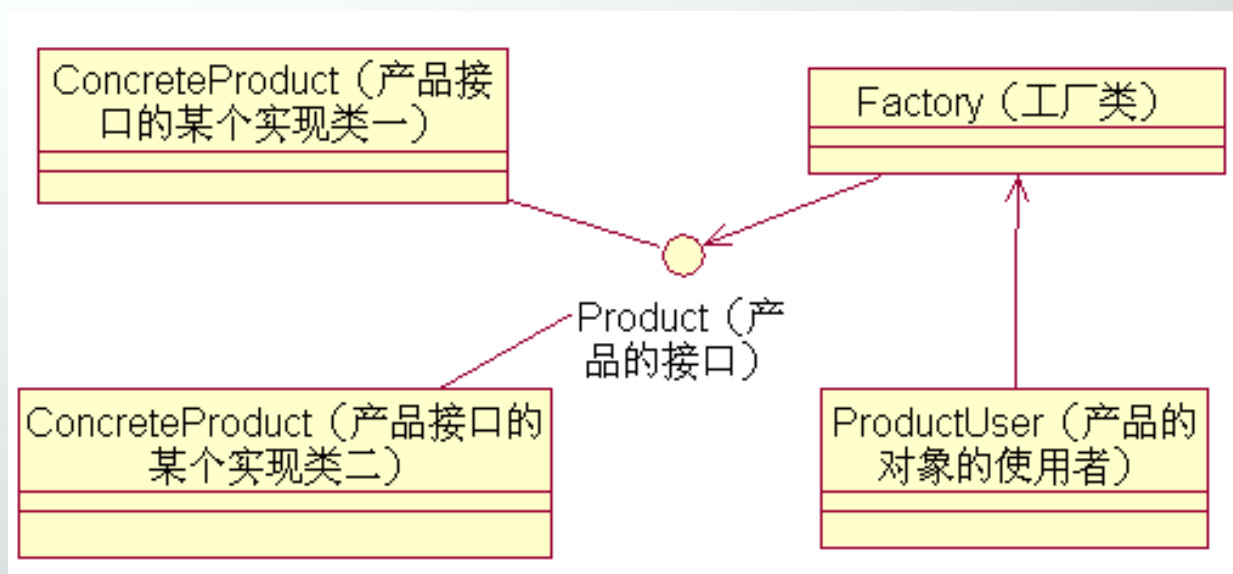 ConcreteProduct（产品接
口的某个实现类一）
Factory（工厂类）
Product（产
品的接口）
ConcreteProduct（产品接口的
某个实现类二）
ProductUser（产品的
对象的使用者）